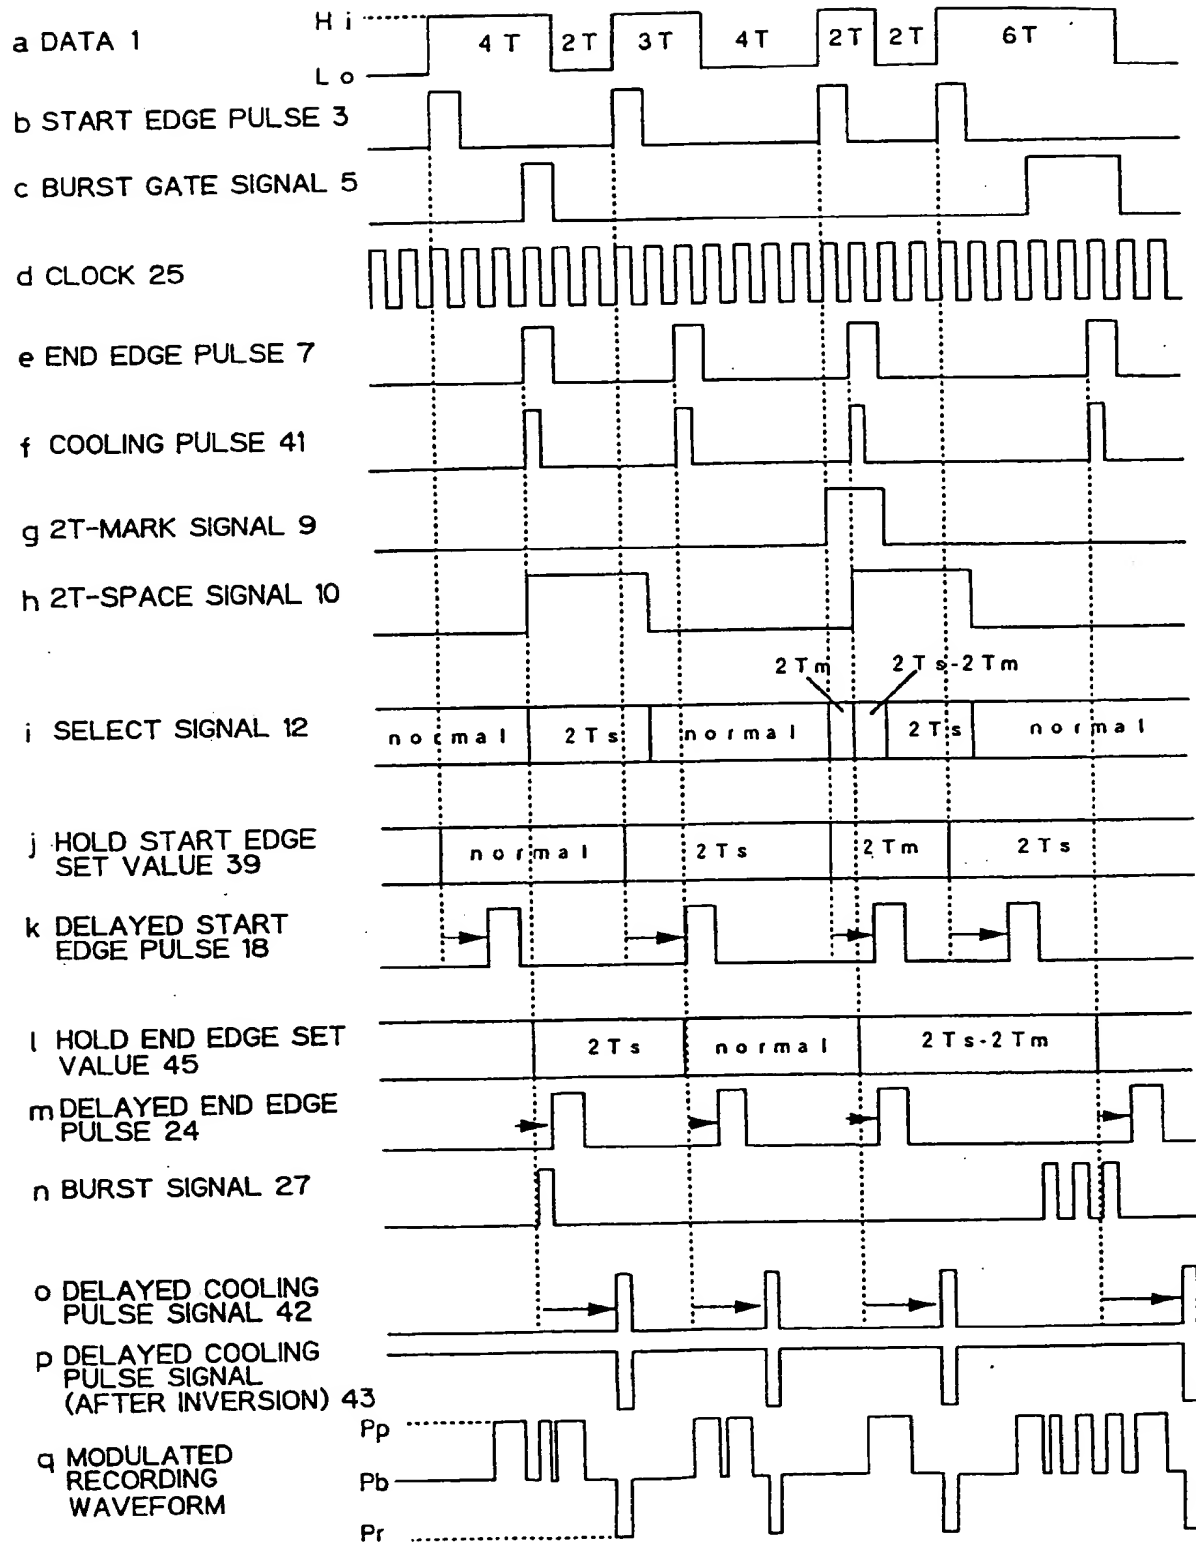 a DATA 1
Hi
Lo
4T 2T 3T 4T 2T 2T 6T
b START EDGE PULSE 3
c BURST GATE SIGNAL 5
d CLOCK 25
e END EDGE PULSE 7
f COOLING PULSE 41
g 2T-MARK SIGNAL 9
h 2T-SPACE SIGNAL 10
2Tm 2Ts-2Tm
i SELECT SIGNAL 12
normal 2Ts normal 2Ts normal
j HOLD START EDGE
SET VALUE 39
normal 2Ts 2Tm 2Ts
k DELAYED START
EDGE PULSE 18
l HOLD END EDGE SET
VALUE 45
2Ts normal 2Ts-2Tm
m DELAYED END EDGE
PULSE 24
n BURST SIGNAL 27
o DELAYED COOLING
PULSE SIGNAL 42
p DELAYED COOLING
PULSE SIGNAL
(AFTER INVERSION) 43
q MODULATED
RECORDING
WAVEFORM
Pp
Pb
Pr